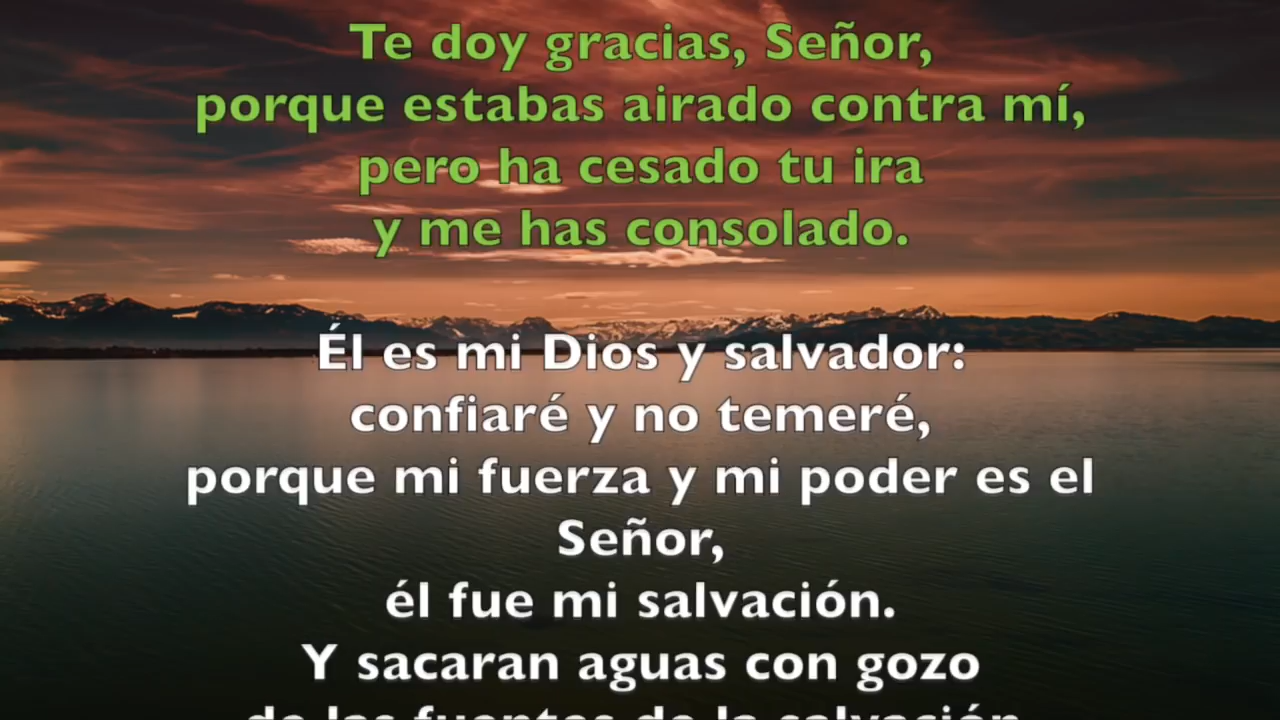 Te doy gracias, Señor,
porque estabas airado contra mí,
pero ha cesado tu ira
y me has consolado.
Él es mi Dios y salvador:
confiaré y no temeré,
porque mi fuerza y mi poder es el
Señor,
él fue mi salvación.
Y sacaran aguas con gozo
de las fuentes de la salvación